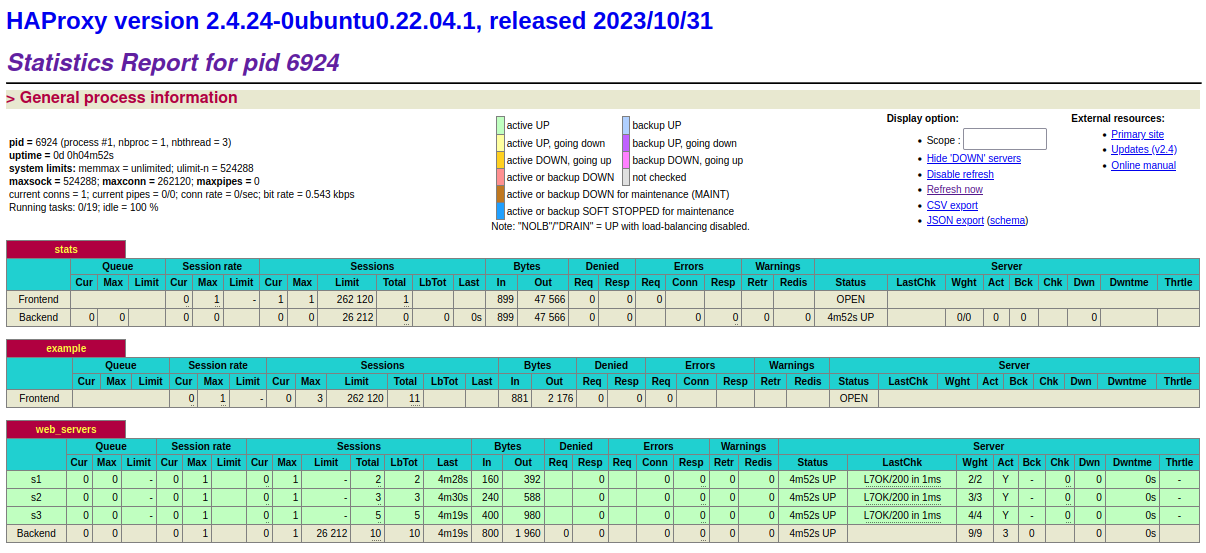 HAProxy version 2.4.24-0ubuntu0.22.04.1, released 2023/10/31
Statistics Report for pid 6924
> General process information
pid = 6924 (process #1, nbproc = 1, nbthread = 3)
uptime = 0d 0h04m52s
system limits: memmax = unlimited; ulimit-n = 524288
maxsock = 524288; maxconn = 262120; maxpipes = 0
current conns = 1; current pipes = 0/0; conn rate = 0/sec; bit rate = 0.543 kbps
Running tasks: 0/19; idle = 100 %
active UP backup UP
active UP, going down backup UP, going down
active DOWN, going up backup DOWN, going up
active or backup DOWN not checked
active or backup DOWN for maintenance (MAINT)
active or backup SOFT STOPPED for maintenance
Note: "NOLB"/"DRAIN" = UP with load-balancing disabled.
Display option:
• Scope :
• Hide 'DOWN' servers
• Disable refresh
• Refresh now
• CSV export
• JSON export (schema)
External resources:
• Primary site
• Updates (v2.4)
• Online manual
stats
Queue Session rate Sessions Bytes Denied Errors Warnings Server
Cur Max Limit Cur Max Limit Cur Max Limit Total LbTot Last In Out Req Resp Req Conn Resp Retr Redis Status LastChk Wght Act Bck Chk Dwn Dwntme Thrtle
Frontend 0 1 - 1 1 262 120 1 899 47 566 0 0 0 OPEN
Backend 0 0 0 0 0 0 26 212 0 0 0s 899 47 566 0 0 0 0 0 0 4m52s UP 0/0 0 0 0
example
Queue Session rate Sessions Bytes Denied Errors Warnings Server
Cur Max Limit Cur Max Limit Cur Max Limit Total LbTot Last In Out Req Resp Req Conn Resp Retr Redis Status LastChk Wght Act Bck Chk Dwn Dwntme Thrtle
Frontend 0 1 - 0 3 262 120 11 881 2 176 0 0 0 OPEN
web_servers
Queue Session rate Sessions Bytes Denied Errors Warnings Server
Cur Max Limit Cur Max Limit Cur Max Limit Total LbTot Last In Out Req Resp Req Conn Resp Retr Redis Status LastChk Wght Act Bck Chk Dwn Dwntme Thrtle
s1 0 0 - 0 1 0 1 - 2 2 4m28s 160 392 0 0 0 0 0 4m52s UP L7OK/200 in 1ms 2/2 Y - 0 0 0s -
s2 0 0 - 0 1 0 1 - 3 3 4m30s 240 588 0 0 0 0 0 4m52s UP L7OK/200 in 1ms 3/3 Y - 0 0 0s -
s3 0 0 - 0 1 0 1 - 5 5 4m19s 400 980 0 0 0 0 0 4m52s UP L7OK/200 in 1ms 4/4 Y - 0 0 0s -
Backend 0 0 0 1 0 1 26 212 10 10 4m19s 800 1 960 0 0 0 0 0 0 4m52s UP 9/9 3 0 0 0s